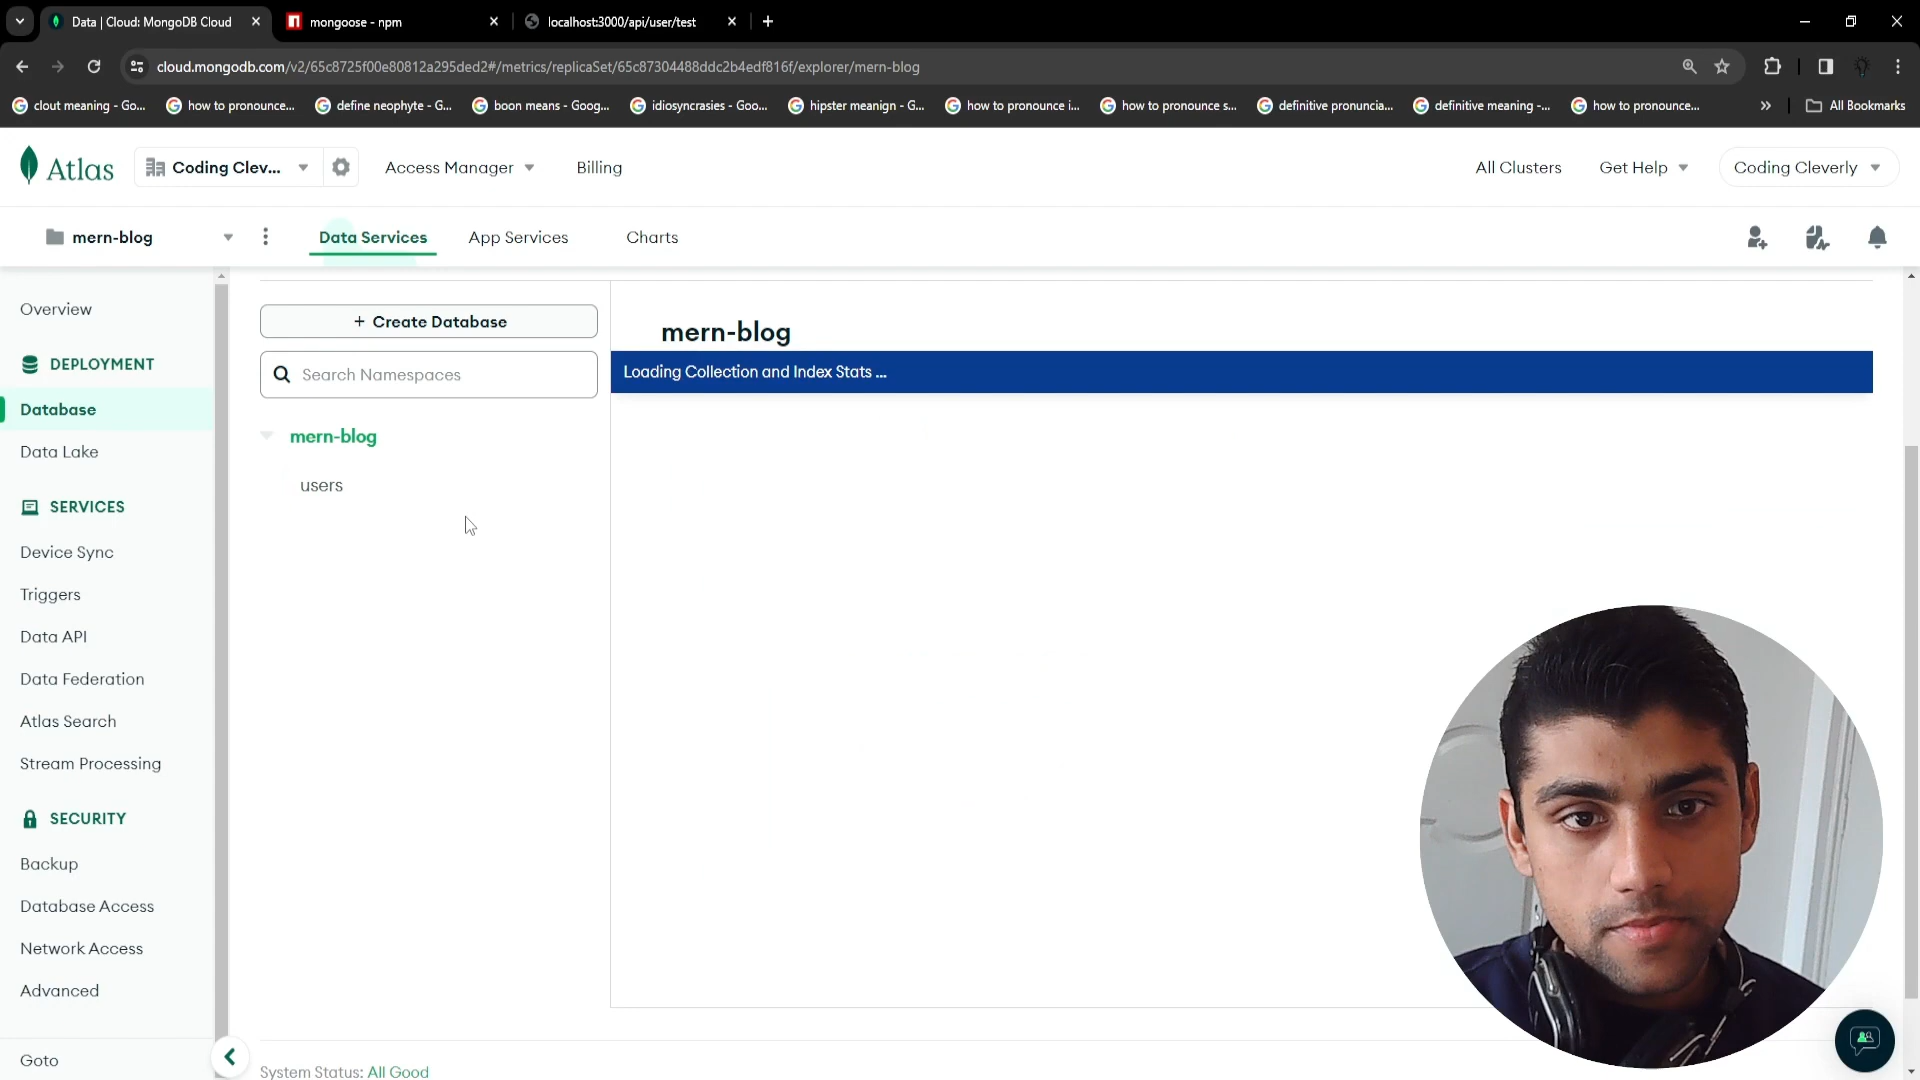 Data | Cloud: MongoDB Cloud
mongoose - npm
localhost:3000/api/user/test
cloud.mongodb.com/v2/65c8725f00e80812a295ded2#/metrics/replicaSet/65c87304488ddc2b4edf816f/explorer/mern-blog
clout meaning - Go...
how to pronounce...
define neophyte - G...
boon means - Goog...
idiosyncrasies - Goo...
hipster meanign - G...
how to pronounce i...
how to pronounce s...
definitive pronuncia...
definitive meaning -...
how to pronounce...
All Bookmarks
Atlas
Coding Clev...
Access Manager
Billing
All Clusters
Get Help
Coding Cleverly
mern-blog
Data Services
App Services
Charts
Overview
DEPLOYMENT
Database
Data Lake
SERVICES
Device Sync
Triggers
Data API
Data Federation
Atlas Search
Stream Processing
SECURITY
Backup
Database Access
Network Access
Advanced
Goto
+ Create Database
Search Namespaces
mern-blog
users
mern-blog
Loading Collection and Index Stats ...
System Status: All Good